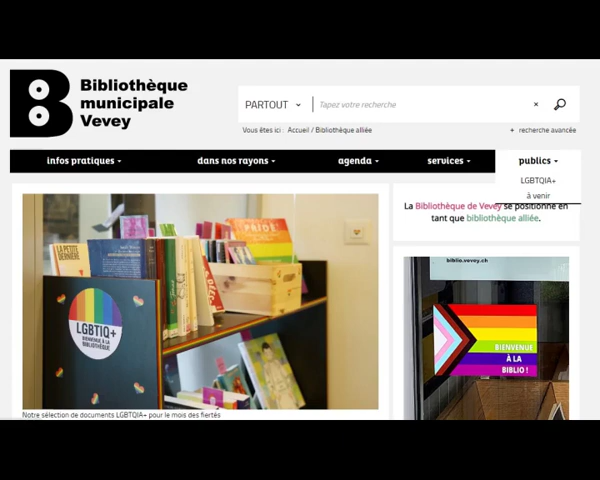 Bibliothèque
municipale
Vevey
PARTOUT
Tapez votre recherche
×
Vous êtes ici : Accueil / Bibliothèque alliée
+ recherche avancée
infos pratiques
dans nos rayons
agenda
services
publics
LGBTQIA+
à venir
La Bibliothèque de Vevey se positionne en
tant que bibliothèque alliée.
LA PETITE
DERNIÈRE
PRIDE
LGBTIQ+
BIENVENUE À LA
BIBLIOTHÈQUE
biblio.vevey.ch
BIENVENUE
À LA
BIBLIO !
Notre sélection de documents LGBTQIA+ pour le mois des fiertés